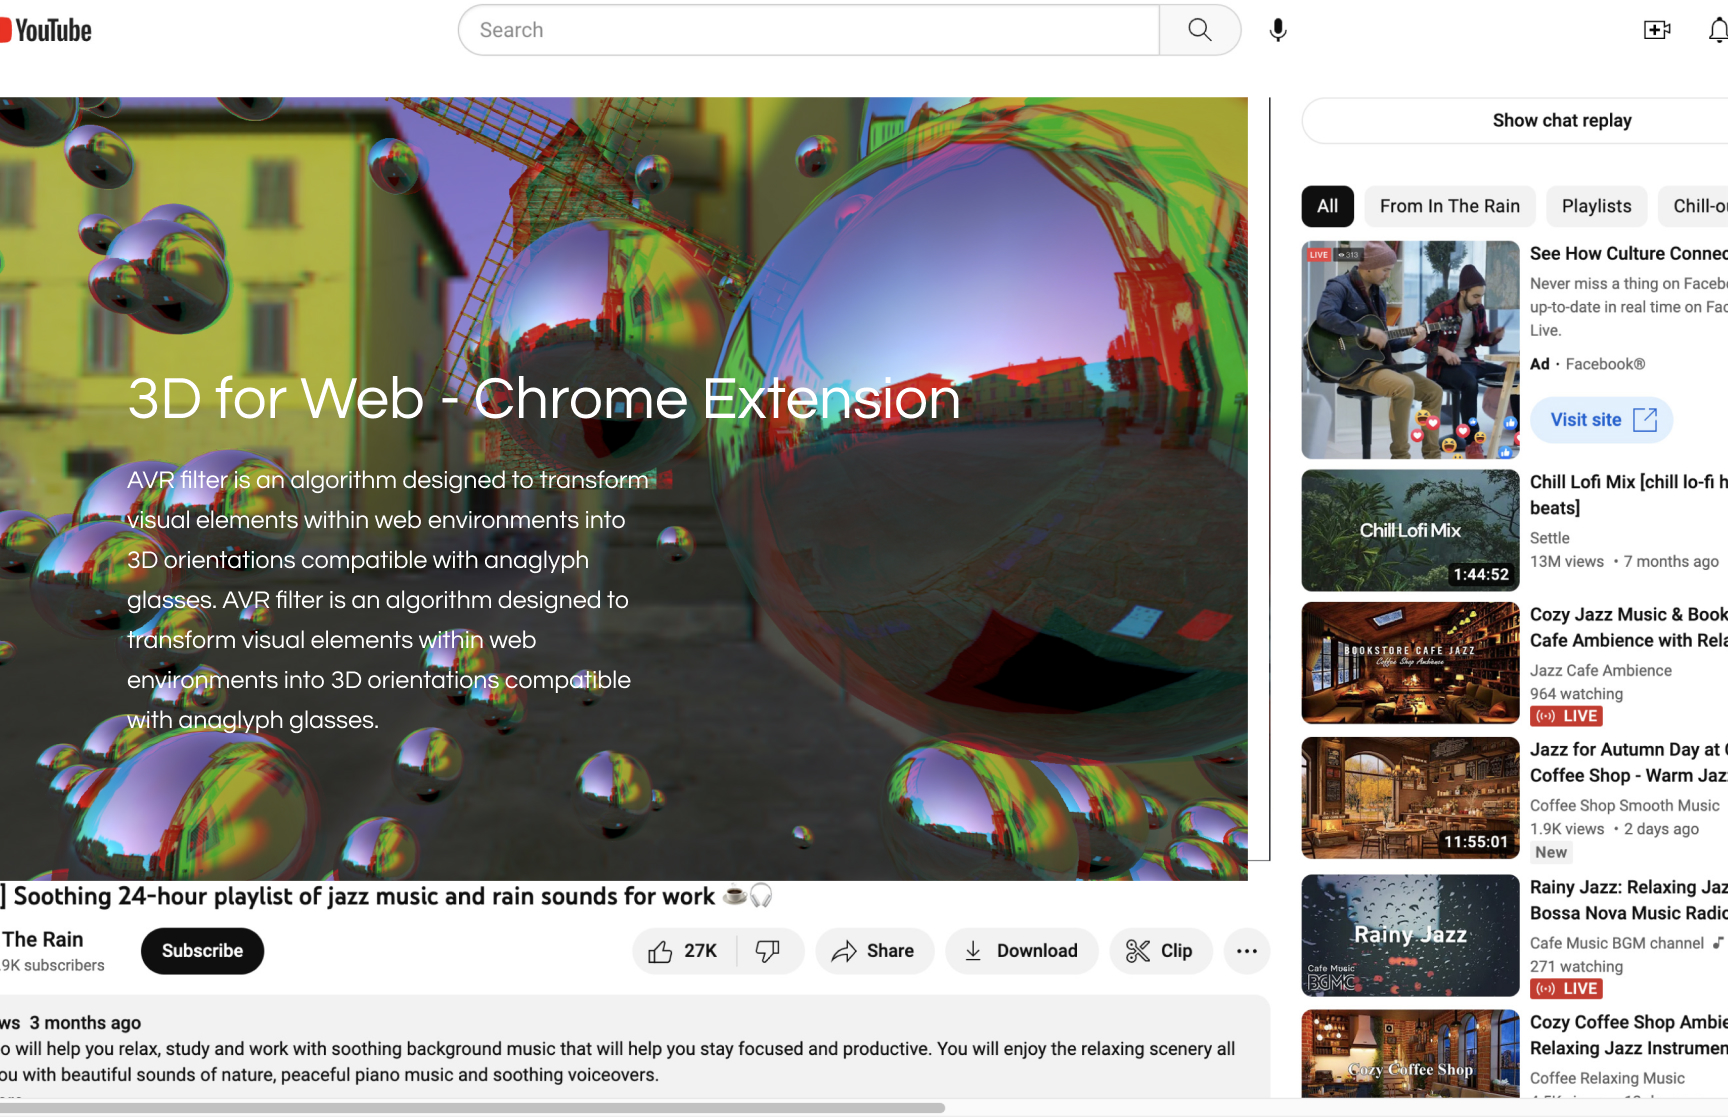 YouTube
Search
Show chat replay
All
From In The Rain
Playlists
Chill-ou
3D for Web - Chrome Extension
AVR filter is an algorithm designed to transform
visual elements within web environments into
3D orientations compatible with anaglyph
glasses. AVR filter is an algorithm designed to
transform visual elements within web
environments into 3D orientations compatible
with anaglyph glasses.
] Soothing 24-hour playlist of jazz music and rain sounds for work
The Rain
.9K subscribers
Subscribe
27K
Share
Download
Clip
ws 3 months ago
o will help you relax, study and work with soothing background music that will help you stay focused and productive. You will enjoy the relaxing scenery all
ou with beautiful sounds of nature, peaceful piano music and soothing voiceovers.
LIVE 313
See How Culture Connec
Never miss a thing on Facebo
up-to-date in real time on Fac
Live.
Ad · Facebook®
Visit site
Chill Lofi Mix
1:44:52
Chill Lofi Mix [chill lo-fi h
beats]
Settle
13M views • 7 months ago
BOOKSTORE CAFE JAZZ
Coffee Shop Ambience
Cozy Jazz Music & Book
Cafe Ambience with Rela
Jazz Cafe Ambience
964 watching
LIVE
11:55:01
Jazz for Autumn Day at C
Coffee Shop - Warm Jaz
Coffee Shop Smooth Music
1.9K views • 2 days ago
New
Rainy Jazz
Cafe Music
BGMC
Rainy Jazz: Relaxing Jaz
Bossa Nova Music Radio
Cafe Music BGM channel
271 watching
LIVE
Cozy Coffee Shop
Cozy Coffee Shop Ambie
Relaxing Jazz Instrumen
Coffee Relaxing Music